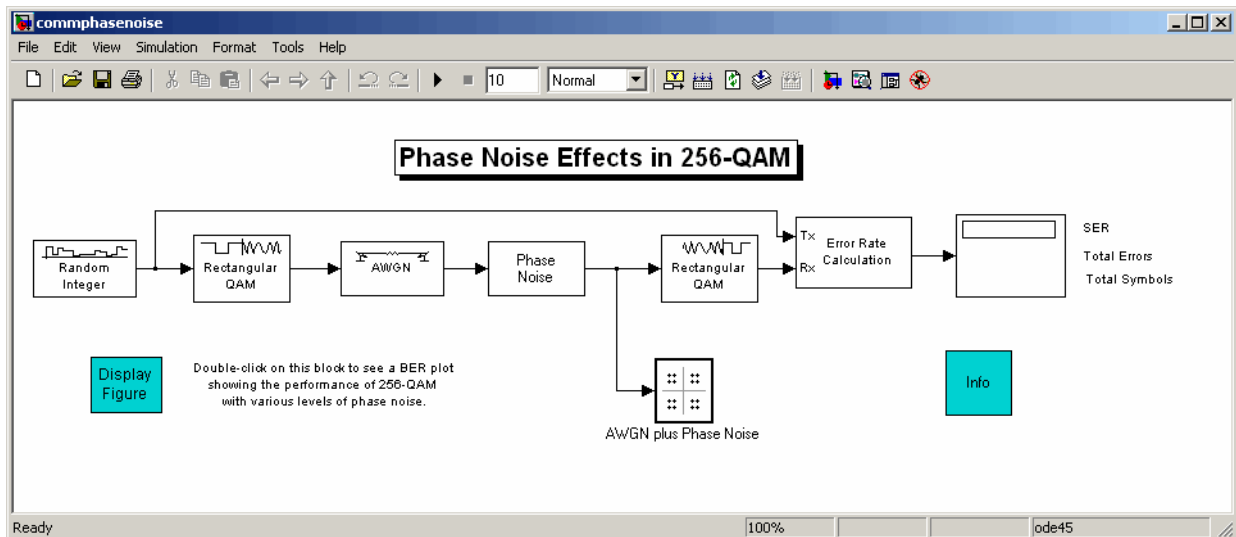 commphasenoise
File Edit View Simulation Format Tools Help
10 Normal
Phase Noise Effects in 256-QAM
Random
Integer
Rectangular
QAM
AWGN
Phase
Noise
Rectangular
QAM
Tx
Rx
Error Rate
Calculation
SER
Total Errors
Total Symbols
Display
Figure
Double-click on this block to see a BER plot
showing the performance of 256-QAM
with various levels of phase noise.
AWGN plus Phase Noise
Info
Ready 100% ode45